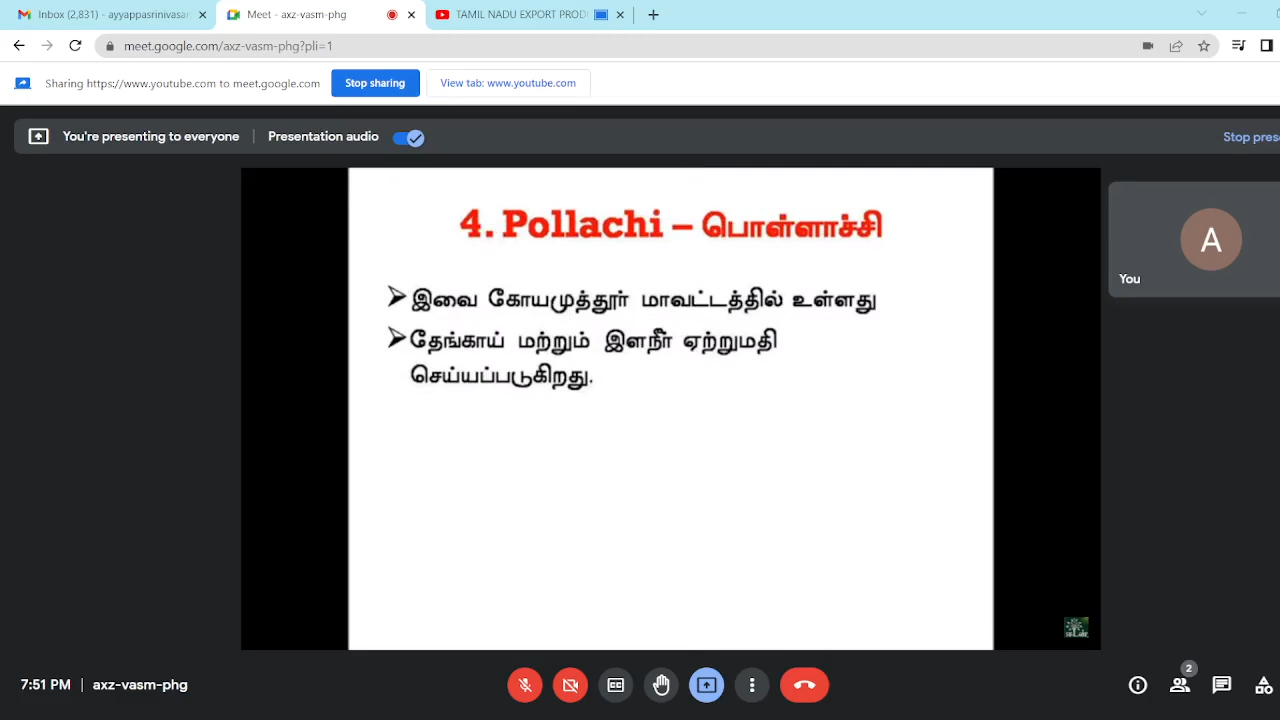 Inbox (2,831) - ayyappasrinivasar
Meet - axz-vasm-phg
TAMIL NADU EXPORT PROD
meet.google.com/axz-vasm-phg?pli=1
Sharing https://www.youtube.com to meet.google.com
Stop sharing
View tab: www.youtube.com
You're presenting to everyone
Presentation audio
Stop pres
4. Pollachi – பொள்ளாச்சி
இவை கோயமுத்தூர் மாவட்டத்தில் உள்ளது
தேங்காய் மற்றும் இளநீர் ஏற்றுமதி
செய்யப்படுகிறது.
A
You
7:51 PM | axz-vasm-phg
2